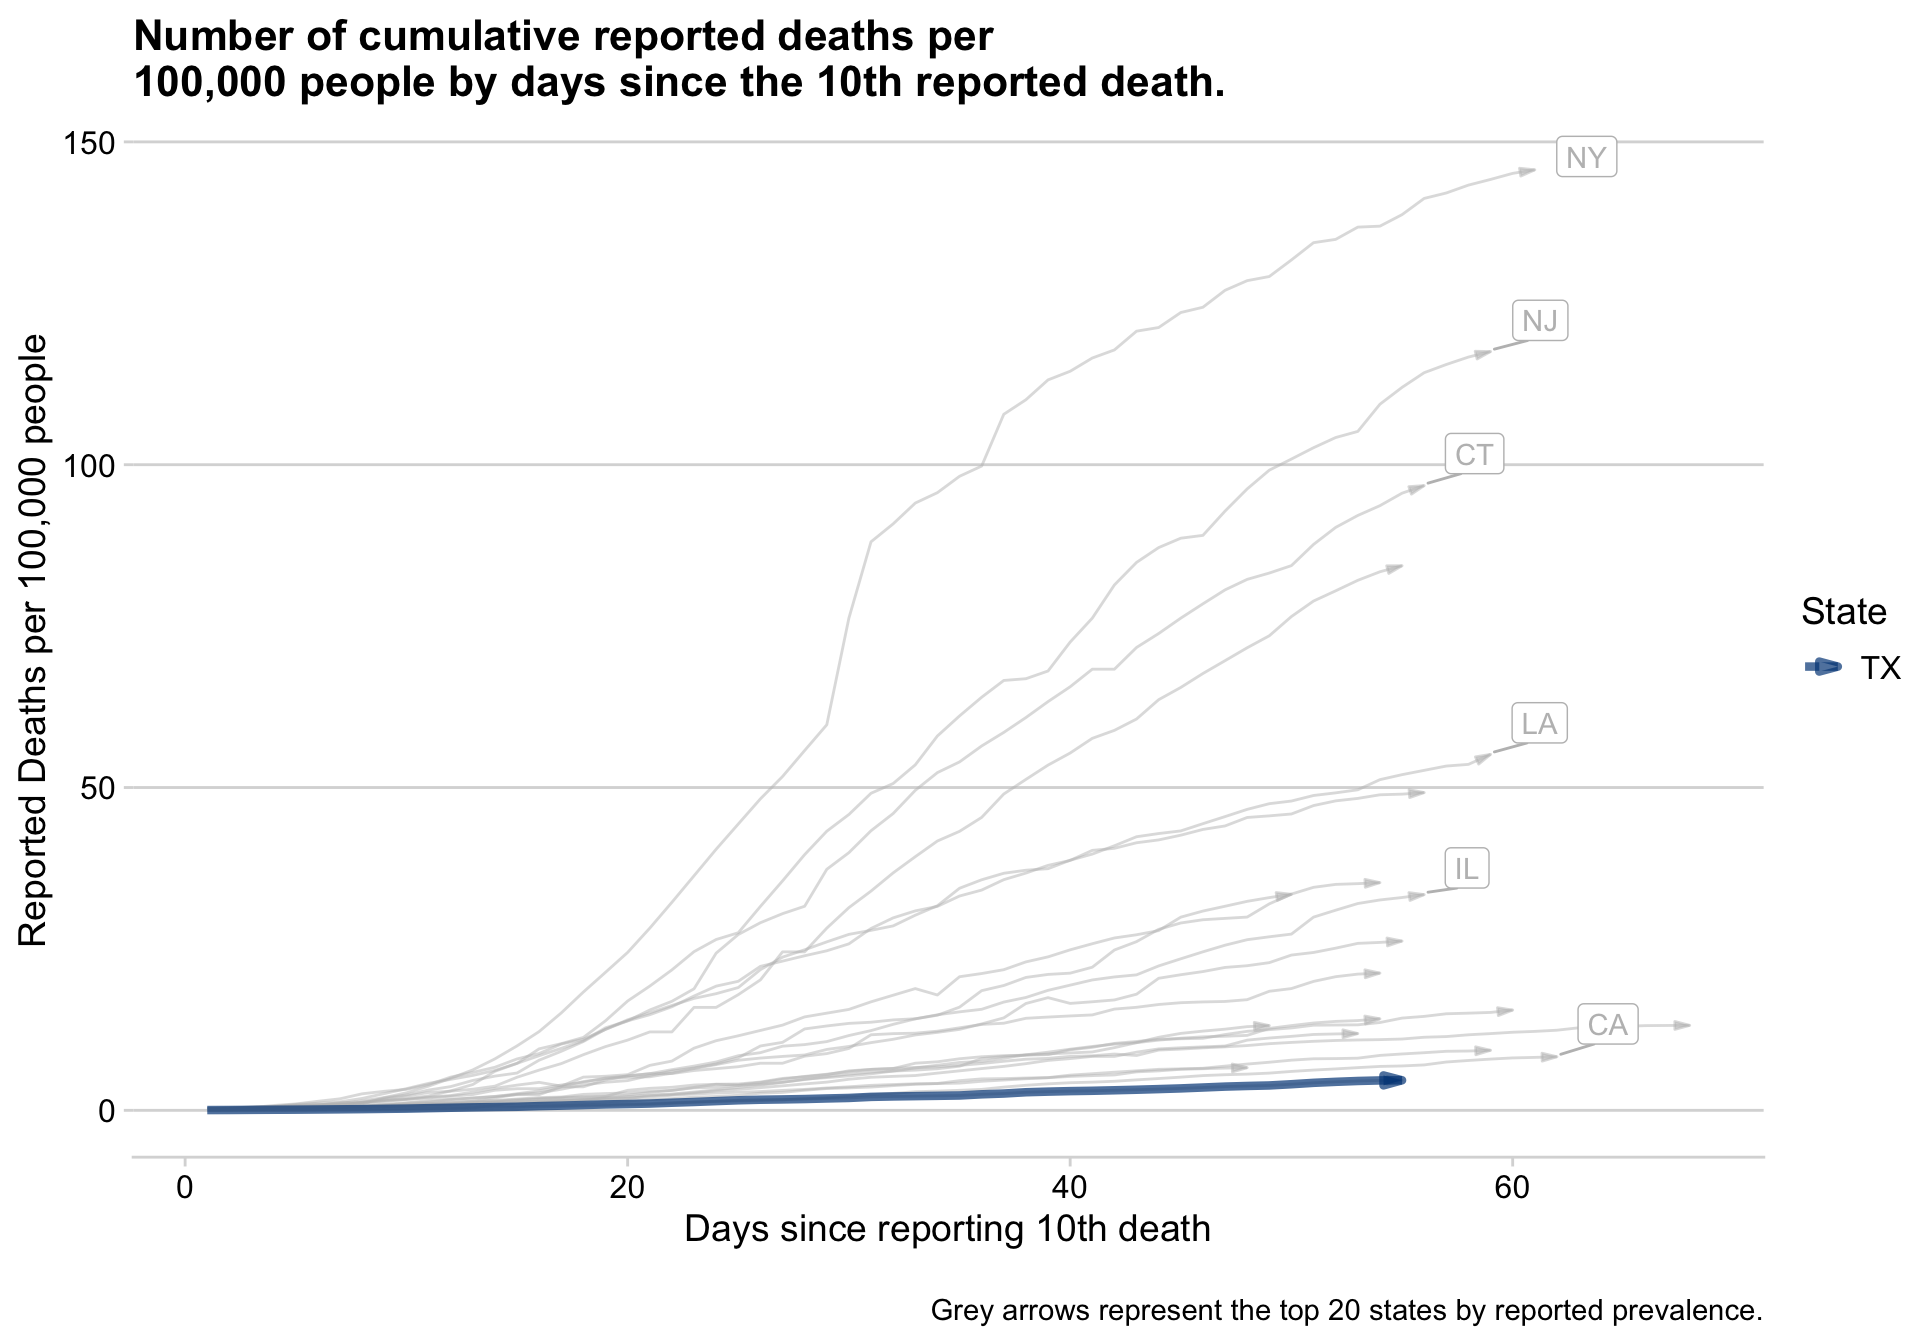 Number of cumulative reported deaths per
100,000 people by days since the 10th reported death.
Reported Deaths per 100,000 people
150
100
50
0
NY
NJ
CT
LA
IL
CA
State
TX
0
20
40
60
Days since reporting 10th death
Grey arrows represent the top 20 states by reported prevalence.